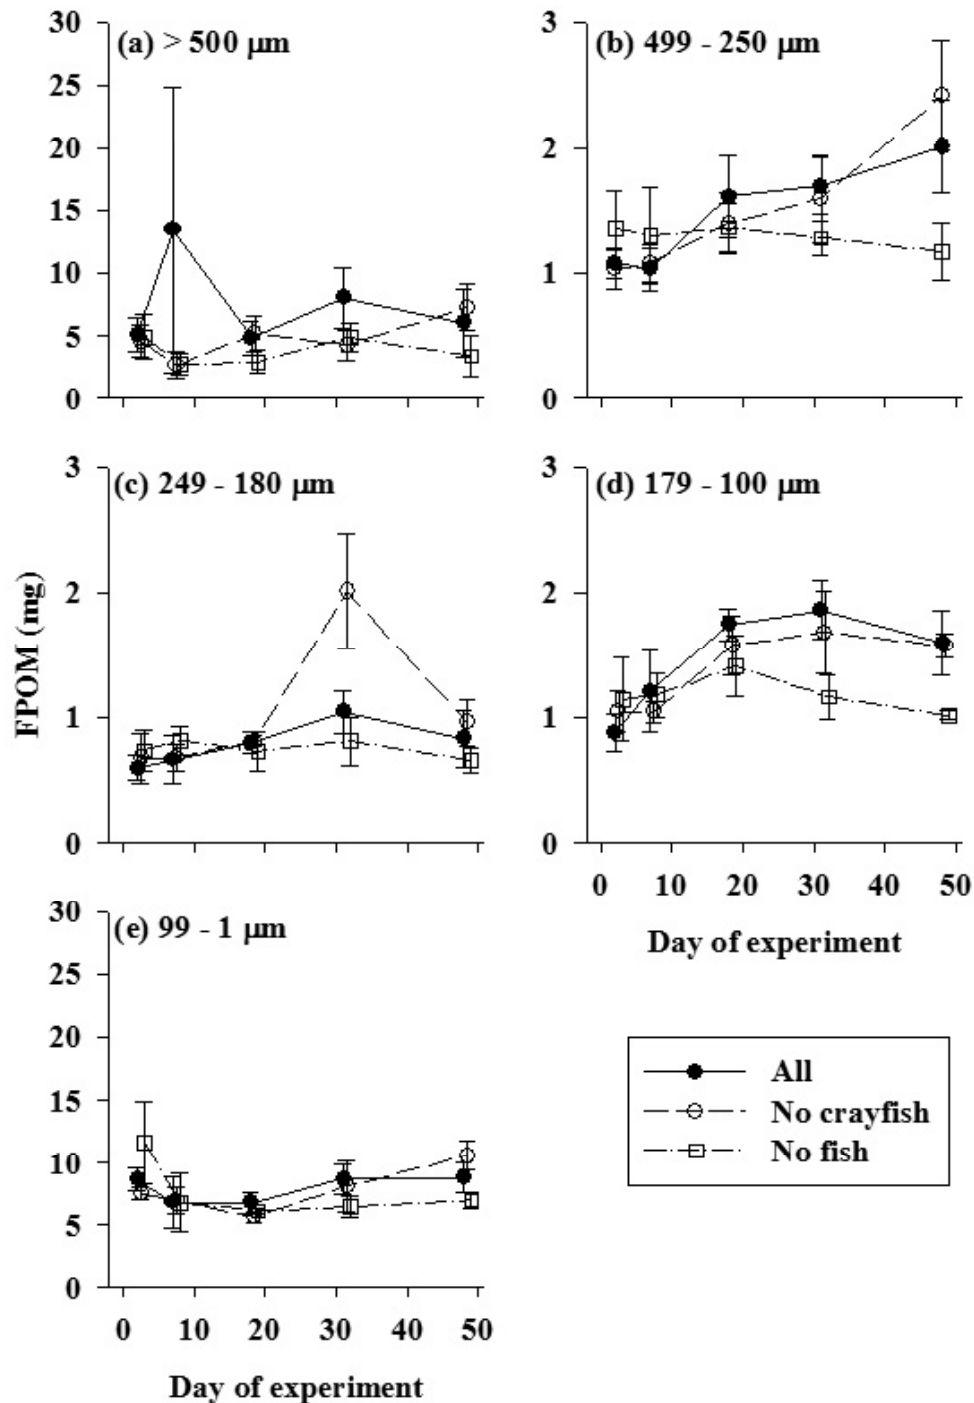 (a) > 500 μm
30
25
20
15
10
5
0
(b) 499 - 250 μm
3
2
1
0
(c) 249 - 180 μm
3
2
1
0
FPOM (mg)
(d) 179 - 100 μm
3
2
1
0
0 10 20 30 40 50
Day of experiment
(e) 99 - 1 μm
30
25
20
15
10
5
0
0 10 20 30 40 50
Day of experiment
All
No crayfish
No fish